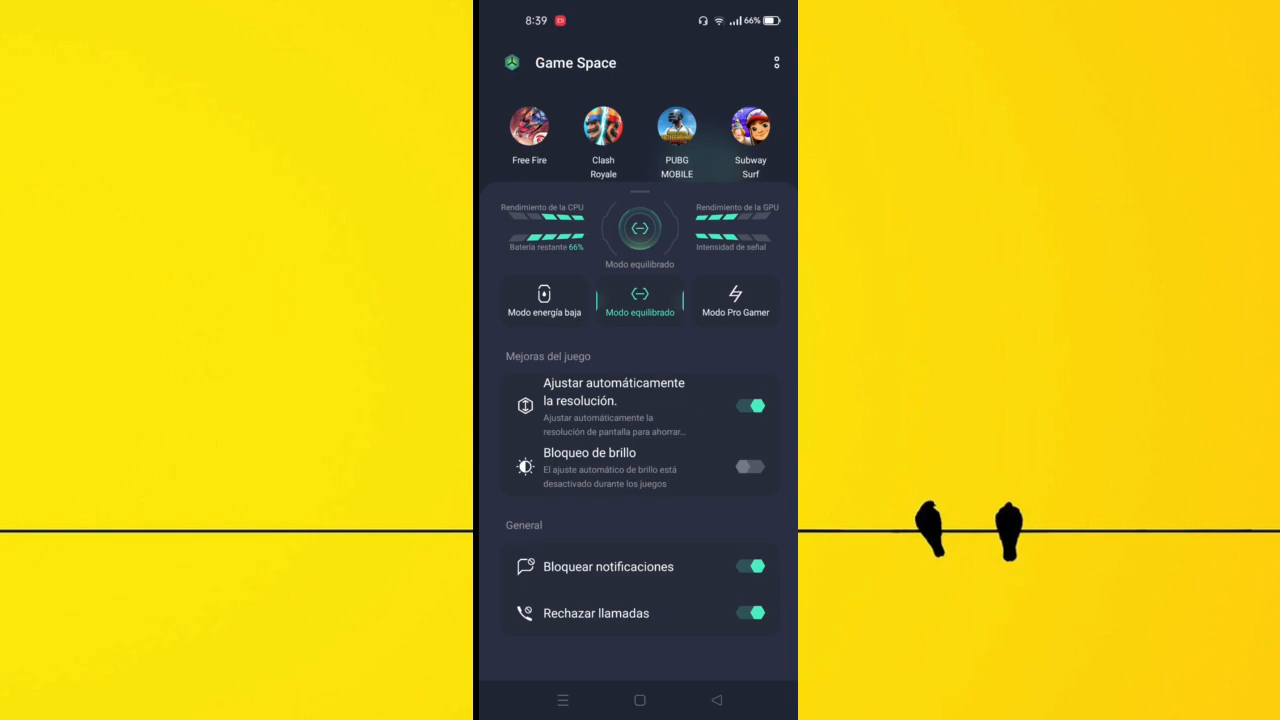 8:39
66%
Game Space
Free Fire
Clash
Royale
PUBG
MOBILE
Subway
Surf
Rendimiento de la CPU
Rendimiento de la GPU
Batería restante 66%
Intensidad de señal
Modo equilibrado
Modo energía baja
Modo equilibrado
Modo Pro Gamer
Mejoras del juego
Ajustar automáticamente
la resolución.
Ajustar automáticamente la
resolución de pantalla para ahorrar...
Bloqueo de brillo
El ajuste automático de brillo está
desactivado durante los juegos
General
Bloquear notificaciones
Rechazar llamadas